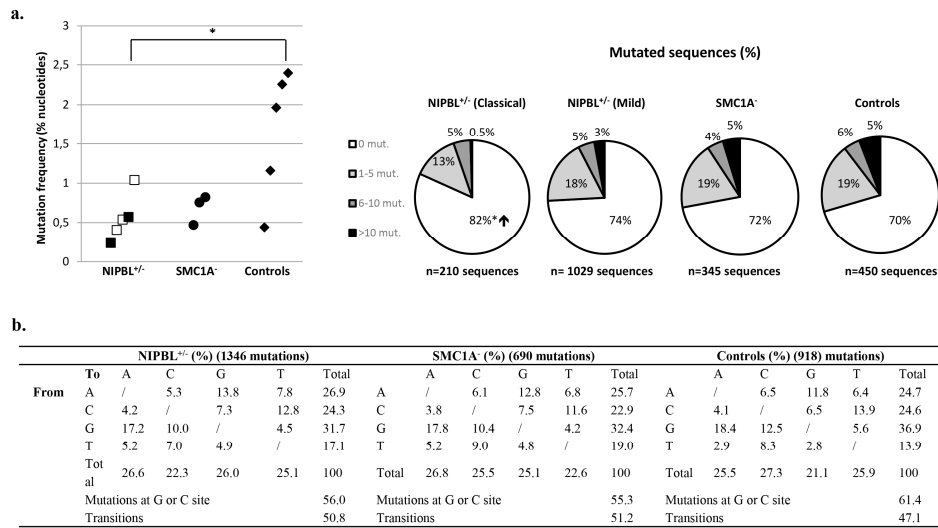 a.
Mutation frequency (% nucleotides)
3
2,5
2
1,5
1
0,5
0
*
NIPBL+/- SMC1A- Controls
Mutated sequences (%)
0 mut.
1-5 mut.
6-10 mut.
>10 mut.
NIPBL+/- (Classical)
5% 0.5%
13%
82%*↑
n=210 sequences
NIPBL+/- (Mild)
5% 3%
18%
74%
n= 1029 sequences
SMC1A-
4% 5%
19%
72%
n=345 sequences
Controls
6% 5%
19%
70%
n=450 sequences
b.
NIPBL+/- (%) (1346 mutations) SMC1A- (%) (690 mutations) Controls (%) (918) mutations)
To A C G T Total A C G T Total A C G T Total
From A / 5.3 13.8 7.8 26.9 A / 6.1 12.8 6.8 25.7 A / 6.5 11.8 6.4 24.7
C 4.2 / 7.3 12.8 24.3 C 3.8 / 7.5 11.6 22.9 C 4.1 / 6.5 13.9 24.6
G 17.2 10.0 / 4.5 31.7 G 17.8 10.4 / 4.2 32.4 G 18.4 12.5 / 5.6 36.9
T 5.2 7.0 4.9 / 17.1 T 5.2 9.0 4.8 / 19.0 T 2.9 8.3 2.8 / 13.9
Tot
al 26.6 22.3 26.0 25.1 100 Total 26.8 25.5 25.1 22.6 100 Total 25.5 27.3 21.1 25.9 100
Mutations at G or C site 56.0 Mutations at G or C site 55.3 Mutations at G or C site 61.4
Transitions 50.8 Transitions 51.2 Transitions 47.1